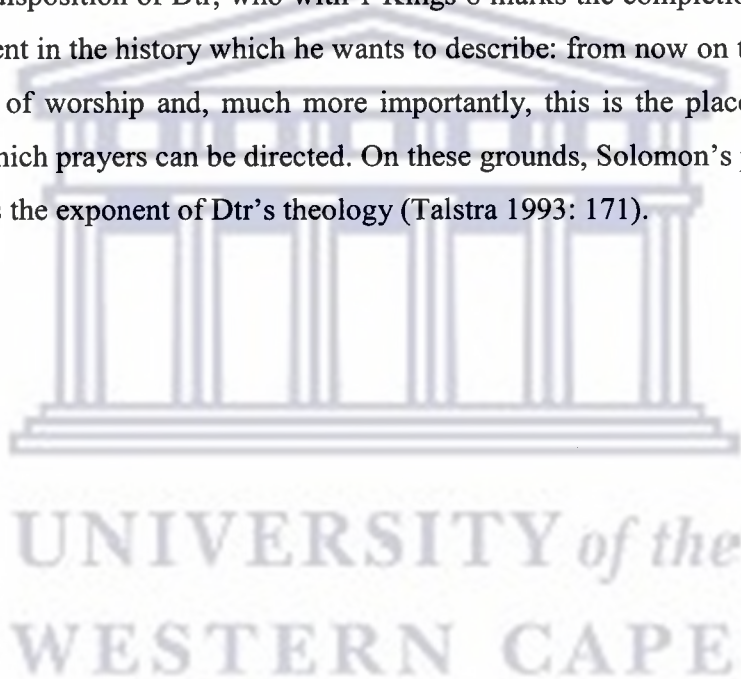 disposition of Dtr, who with 1 Kings 8 marks the completion
ent in the history which he wants to describe: from now on t
of worship and, much more importantly, this is the place
hich prayers can be directed. On these grounds, Solomon's
s the exponent of Dtr's theology (Talstra 1993: 171).
UNIVERSITY of the
WESTERN CAPE